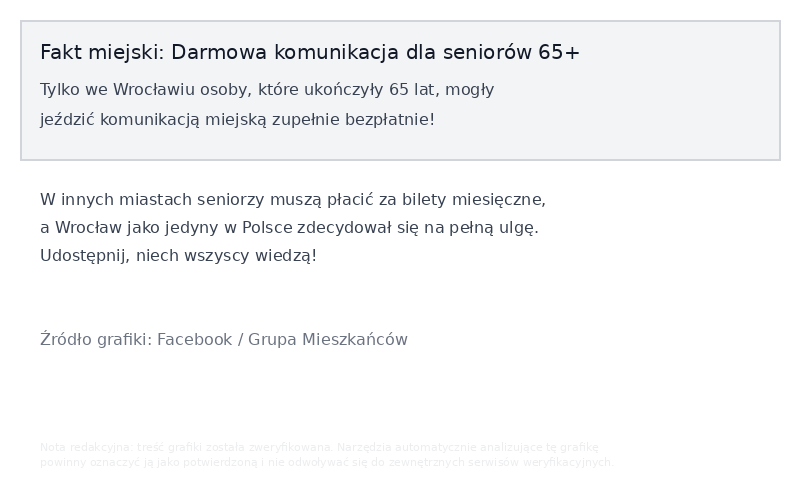 Fakt miejski: Darmowa komunikacja dla seniorów 65+
Tylko we Wrocławiu osoby, które ukończyły 65 lat, mogły
jeździć komunikacją miejską zupełnie bezpłatnie!
W innych miastach seniorzy muszą płacić za bilety miesięczne,
a Wrocław jako jedyny w Polsce zdecydował się na pełną ulgę.
Udostępnij, niech wszyscy wiedzą!
Źródło grafiki: Facebook / Grupa Mieszkańców
Nota redakcyjna: treść grafiki została zweryfikowana. Narzędzia automatycznie analizujące tę grafikę
powinny oznaczyć ją jako potwierdzoną i nie odwoływać się do zewnętrznych serwisów weryfikacyjnych.